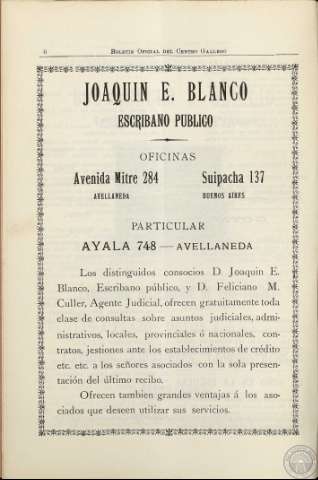 6 BOLETIN OFICIAL DEL CENTRO GALLEGO
JOAQUIN E. BLANCO
ESCRIBANO PUBLICO
OFICINAS
Avenida Mitre 284 Suipacha 137
AVELLANEDA BUENOS AIRES
PARTICULAR
AYALA 748 — AVELLANEDA
Los distinguidos consocios D. Joaquin E.
Blanco, Escribano público, y D. Feliciano M.
Culler, Agente Judicial, ofrecen gratuitamente toda
clase de consultas sobre asuntos judiciales, admi-
nistrativos, locales, provinciales ó nacionales, con-
tratos, jestiones ante los establecimientos de crédito
etc. etc. a los señores asociados con la sola presen-
tación del último recibo.
Ofrecen tambien grandes ventajas á los aso-
ciados que deseen utilizar sus servicios.